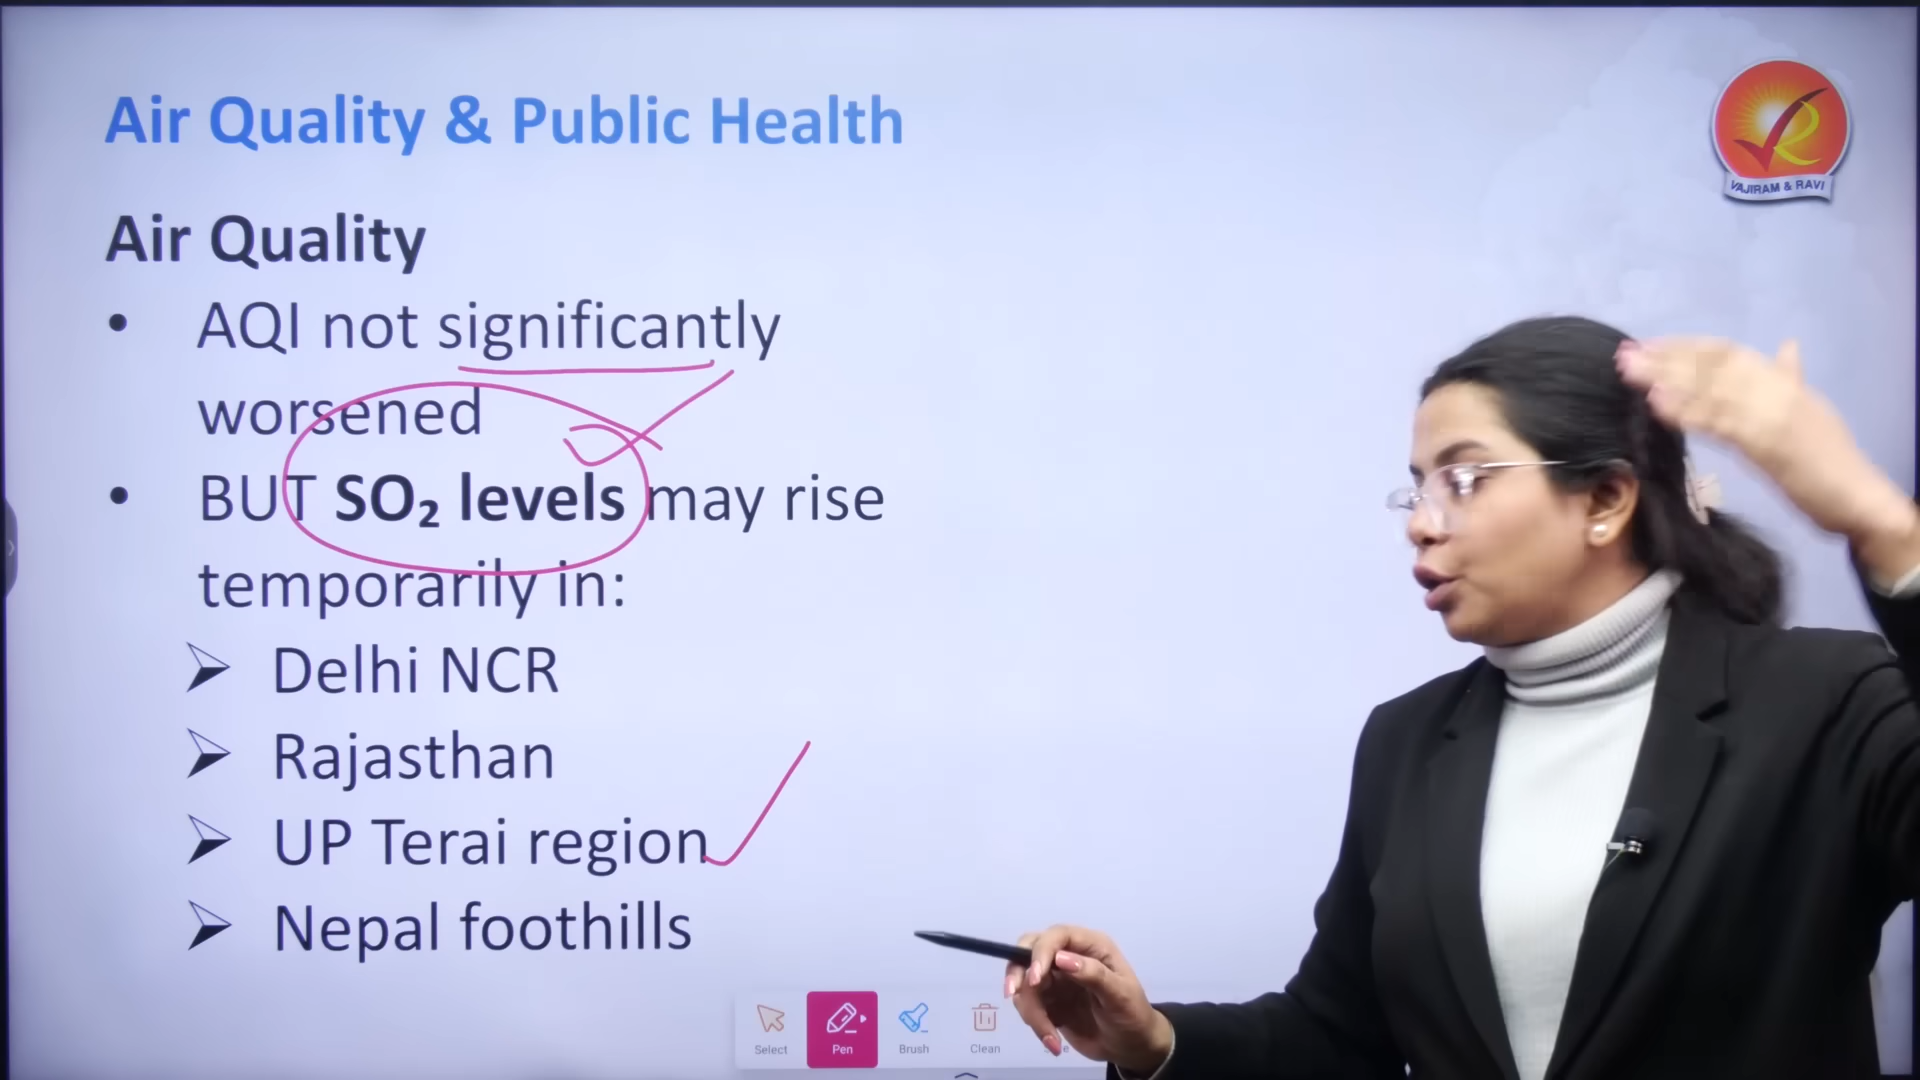 Air Quality & Public Health
VAJIRAM & RAVI
Air Quality
• AQI not significantly
worsened
• BUT SO₂ levels may rise
temporarily in:
➢ Delhi NCR
➢ Rajasthan
➢ UP Terai region
➢ Nepal foothills
Select Pen Brush Clean